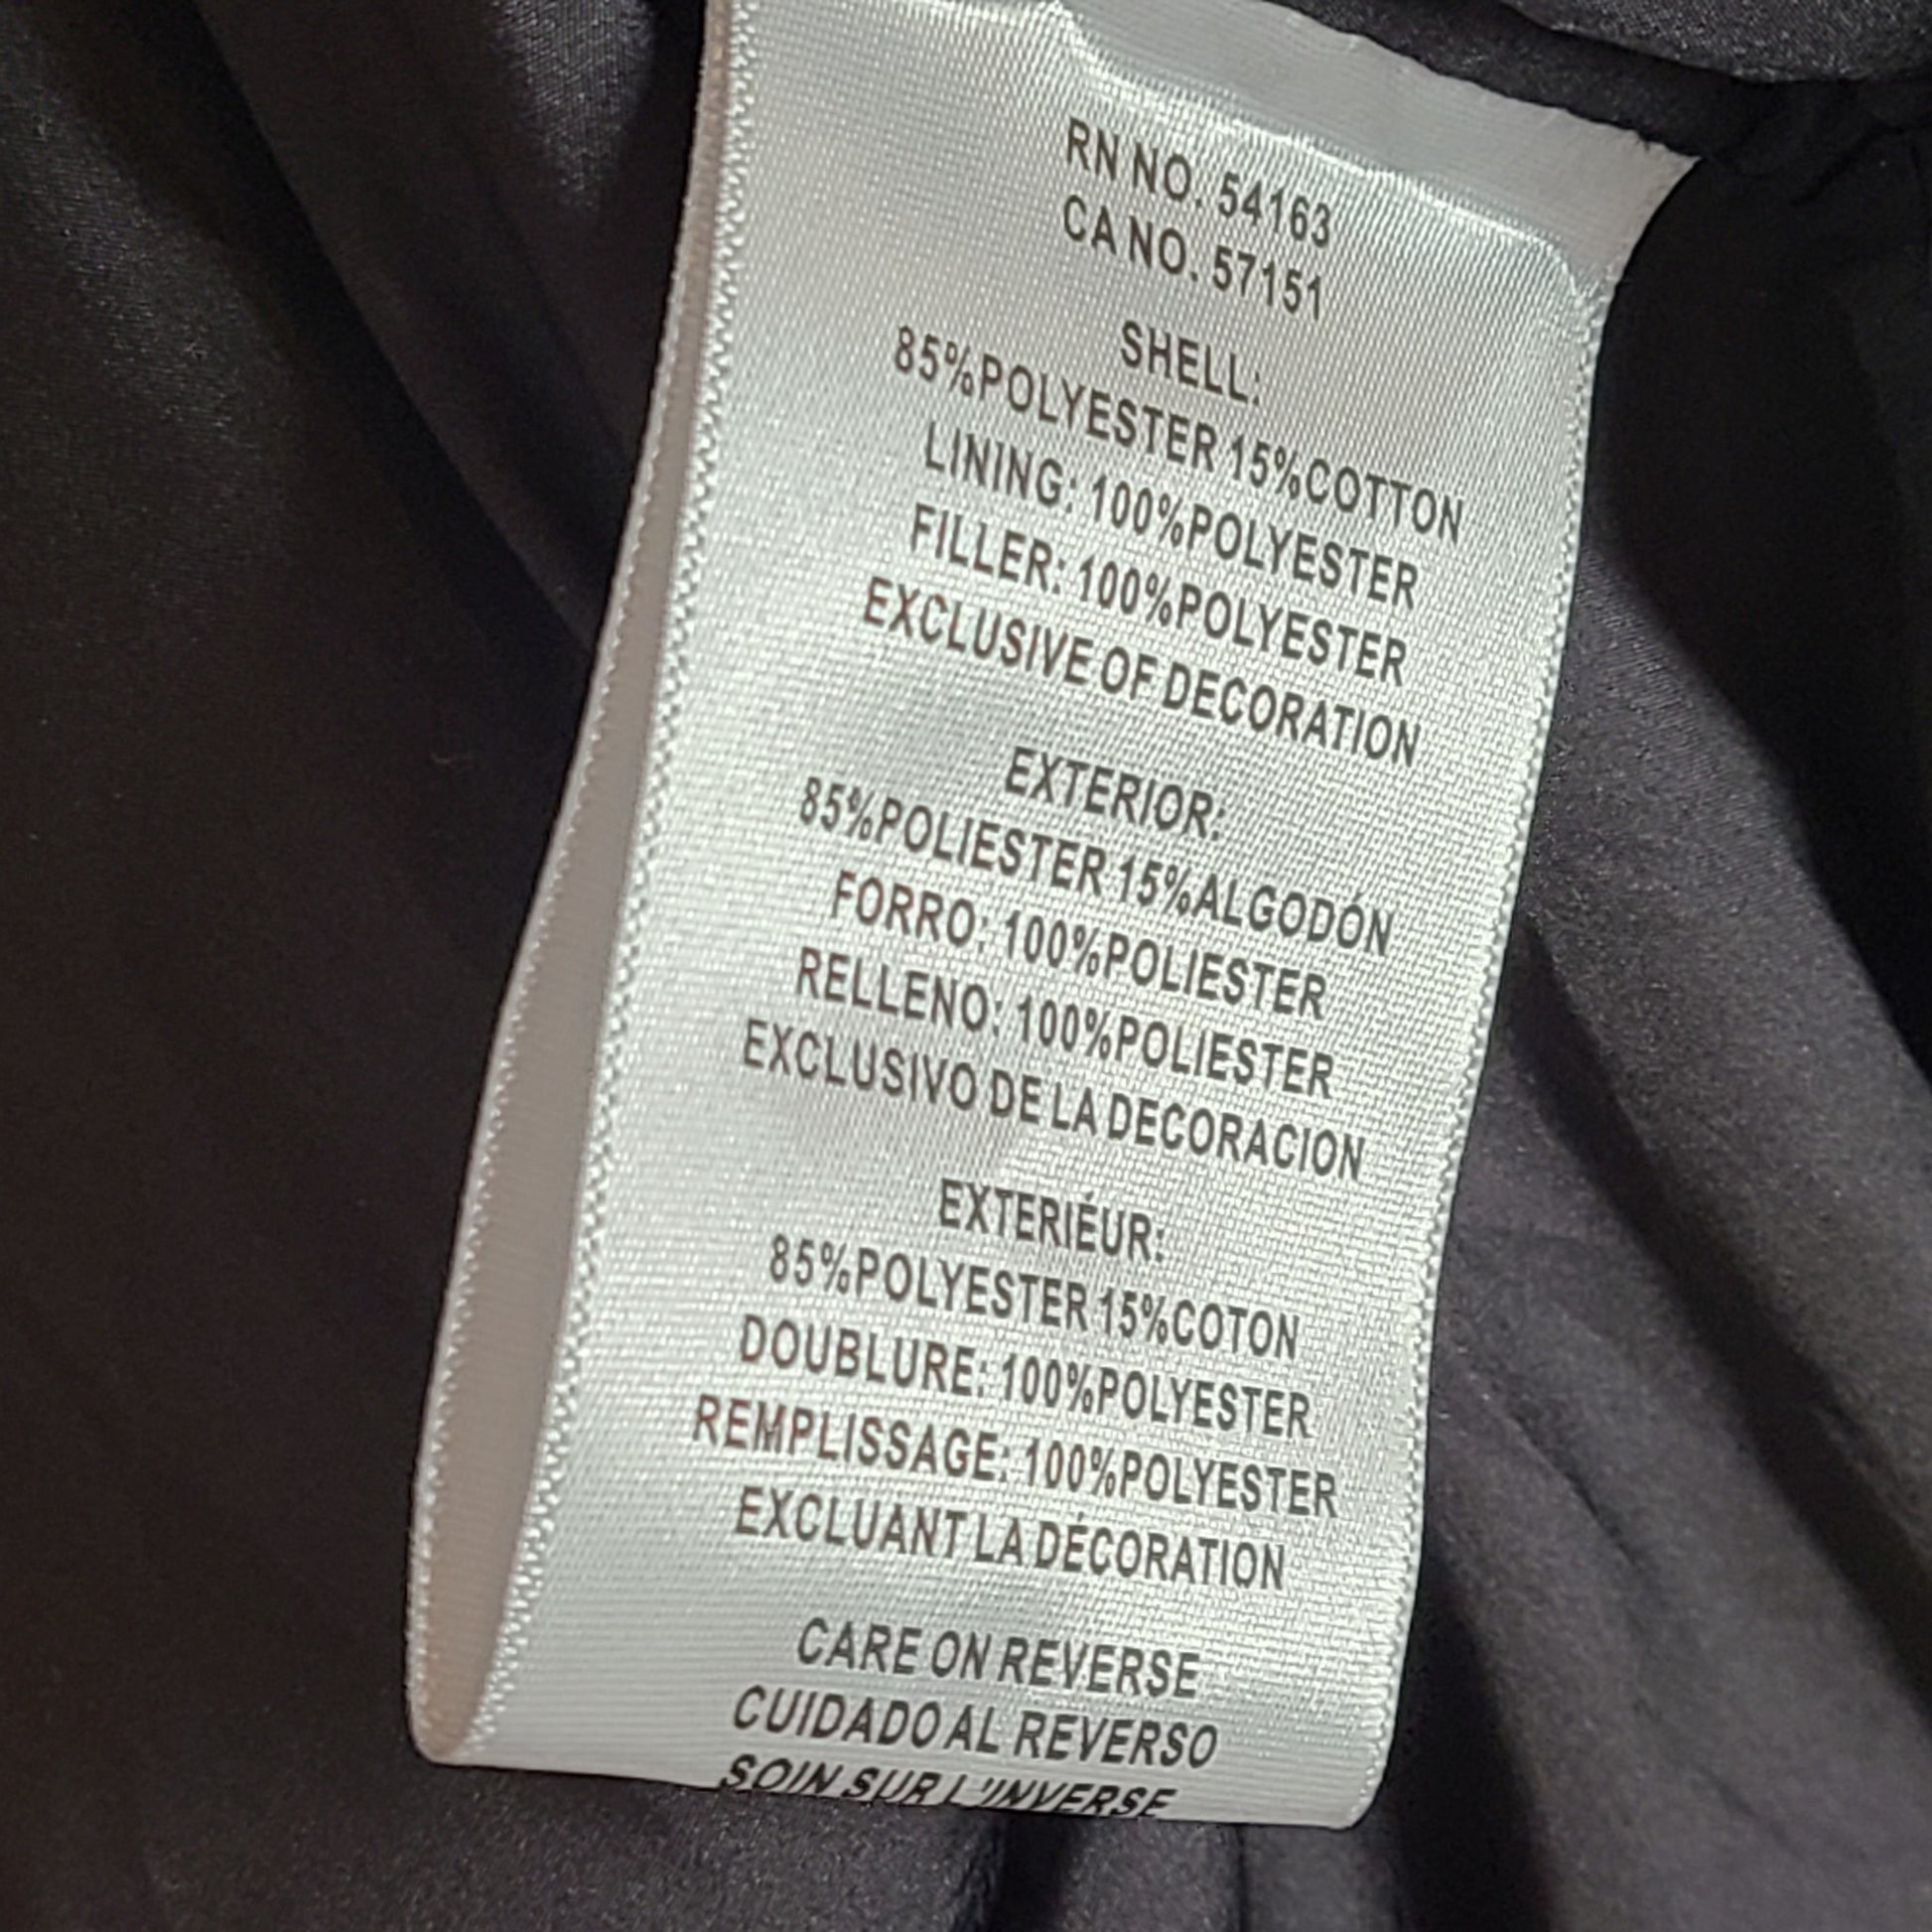 RN NO. 54163
CA NO. 57151
SHELL:
85%POLYESTER 15%COTTON
LINING: 100%POLYESTER
FILLER: 100%POLYESTER
EXCLUSIVE OF DECORATION
EXTERIOR:
85%POLIESTER 15%ALGODÓN
FORRO: 100%POLIESTER
RELLENO: 100%POLIESTER
EXCLUSIVO DE LA DECORACION
EXTERIÉUR:
85%POLYESTER 15%COTON
DOUBLURE: 100%POLYESTER
REMPLISSAGE: 100%POLYESTER
EXCLUANT LA DÉCORATION
CARE ON REVERSE
CUIDADO AL REVERSO
SOIN SUR L'INVERSE